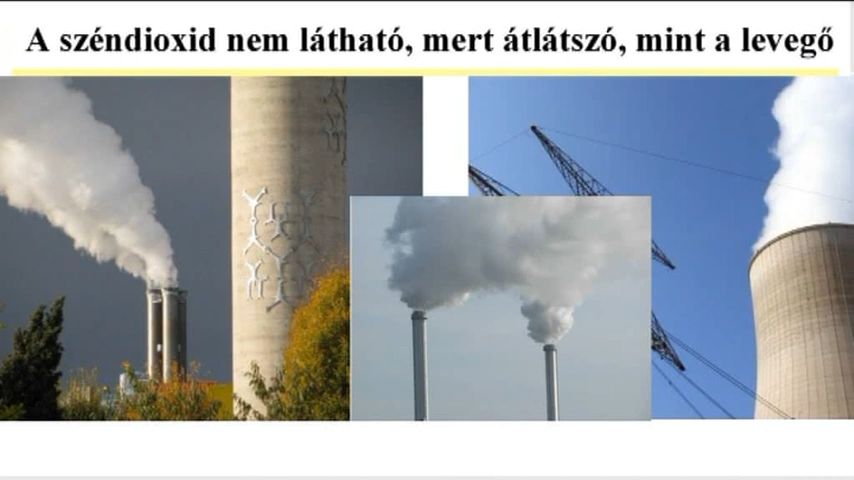 A széndioxid nem látható, mert átlátszó, mint a levegő